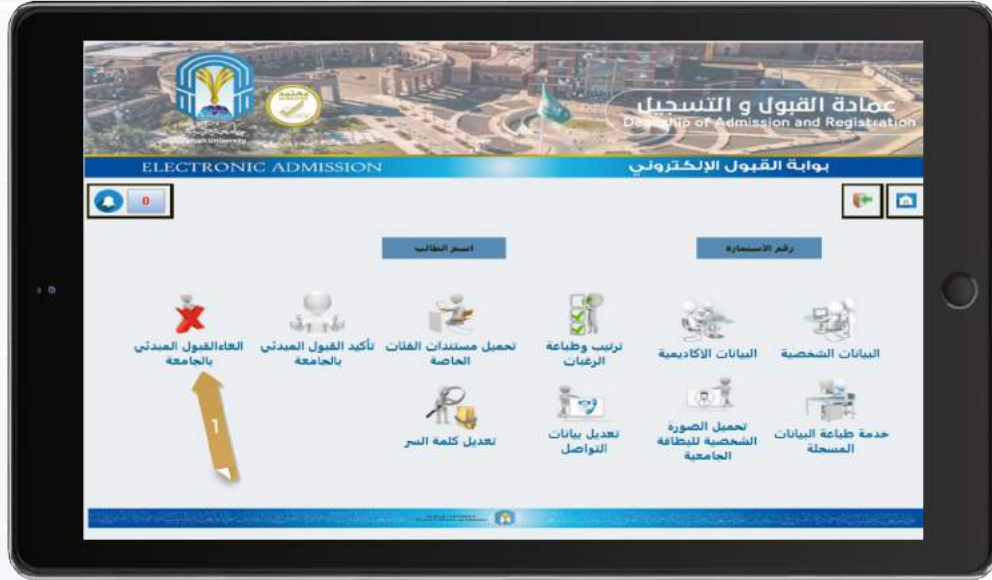 عمادة القبول و التسجيل
Deanship of Admission and Registration
معتمد
بوابة القبول الإلكتروني
ELECTRONIC ADMISSION
0
رقم الاستمارة
اسم الطالب
البيانات الشخصية
البيانات الاكاديمية
ترتيب وطباعة
الرغبات
تحميل مستندات الفئات
الخاصة
تأكيد القبول المبدئي
بالجامعة
الغاءالقبول المبدئي
بالجامعة
1
خدمة طباعة البيانات
المسجلة
تحميل الصورة
الشخصية للبطاقة
الجامعية
تعديل بيانات
التواصل
تعديل كلمة السر